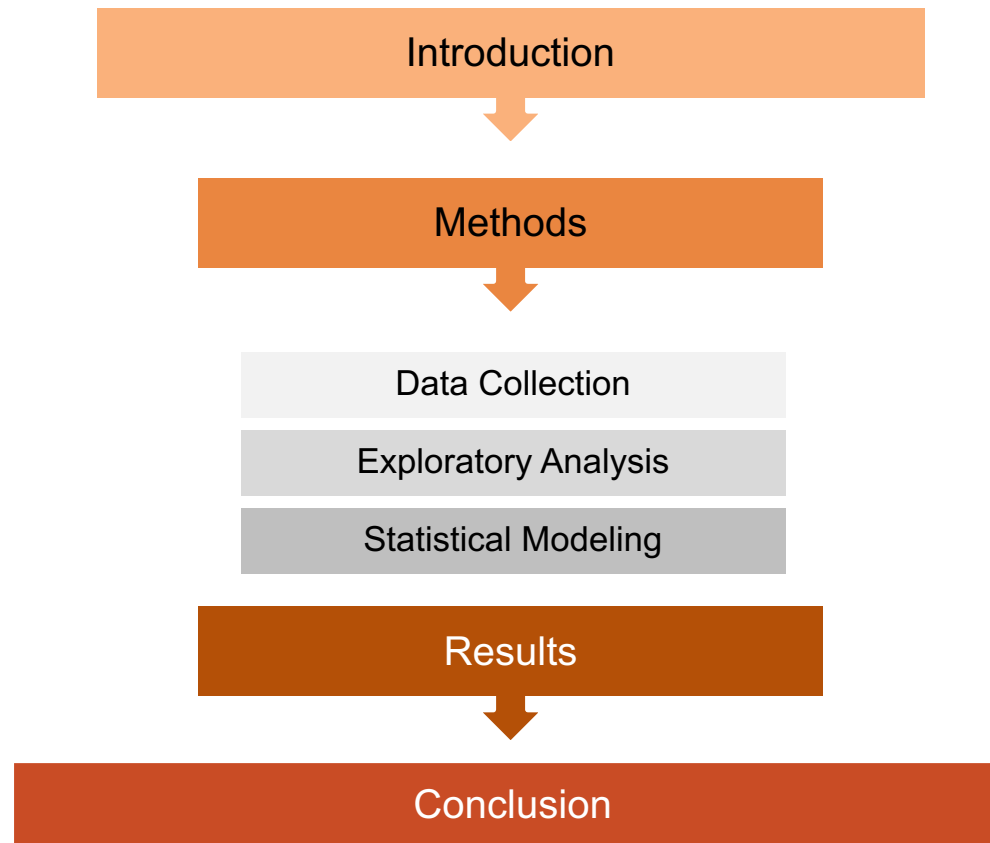 Introduction
Methods
Data Collection
Exploratory Analysis
Statistical Modeling
Results
Conclusion